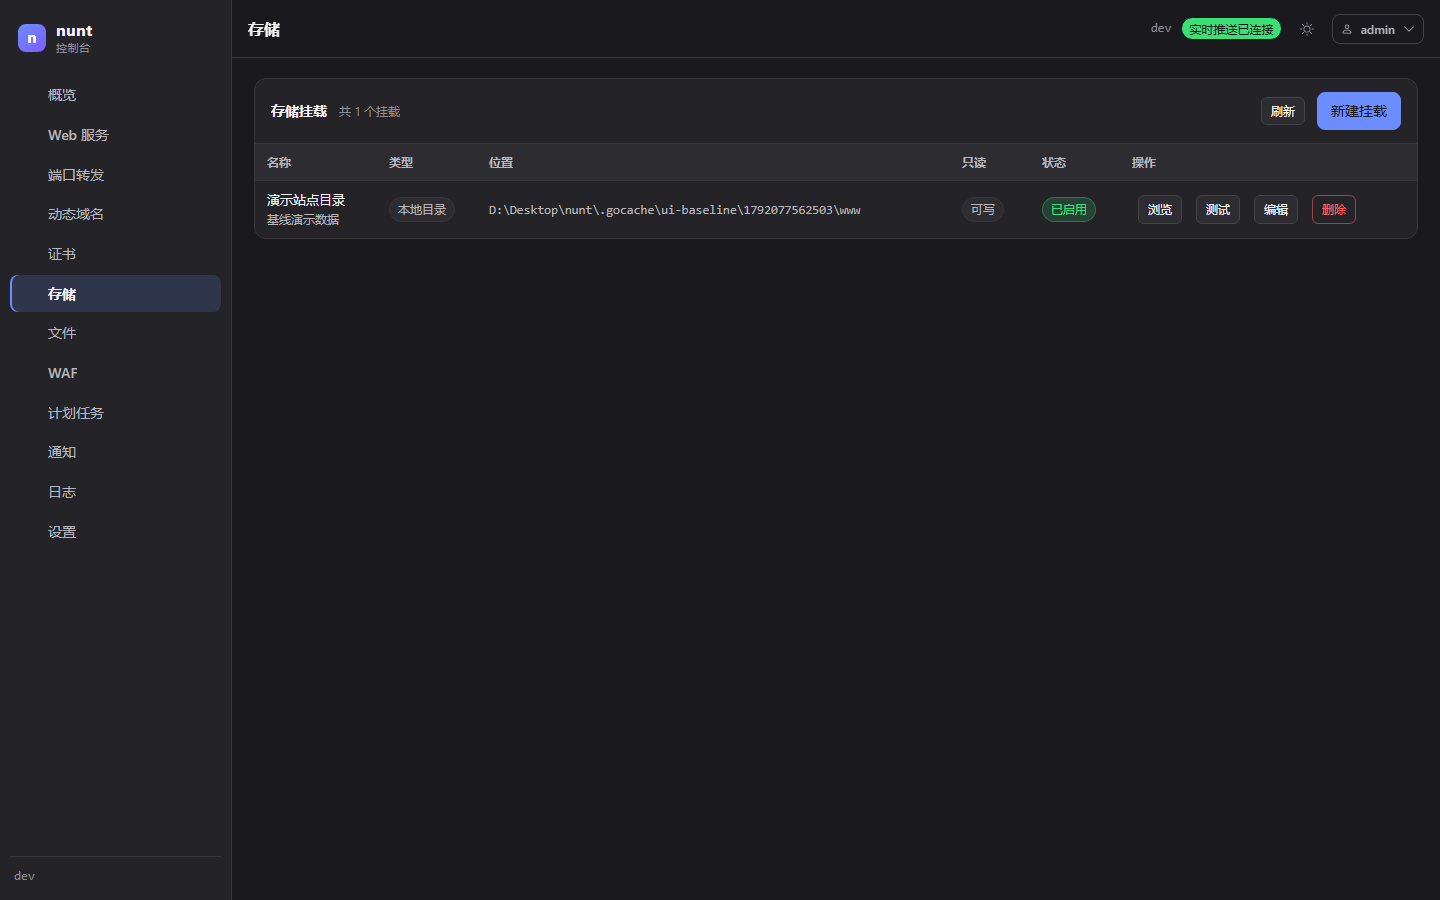 n
nunt
控制台
概览
Web 服务
端口转发
动态域名
证书
存储
文件
WAF
计划任务
通知
日志
设置
dev
存储
dev
实时推送已连接
admin
存储挂载 共 1 个挂载
刷新
新建挂载
名称 类型 位置 只读 状态 操作
演示站点目录
基线演示数据
本地目录
D:\Desktop\nunt\.gocache\ui-baseline\1792077562503\www
可写
已启用
浏览 测试 编辑 删除